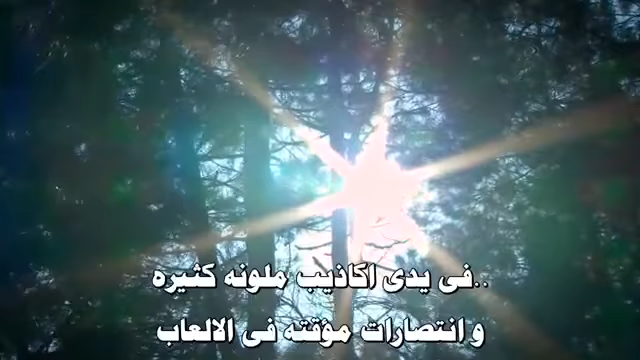 ..فى يدى اكاذيب ملونه كثيره
و انتصارات مؤقته فى الالعاب